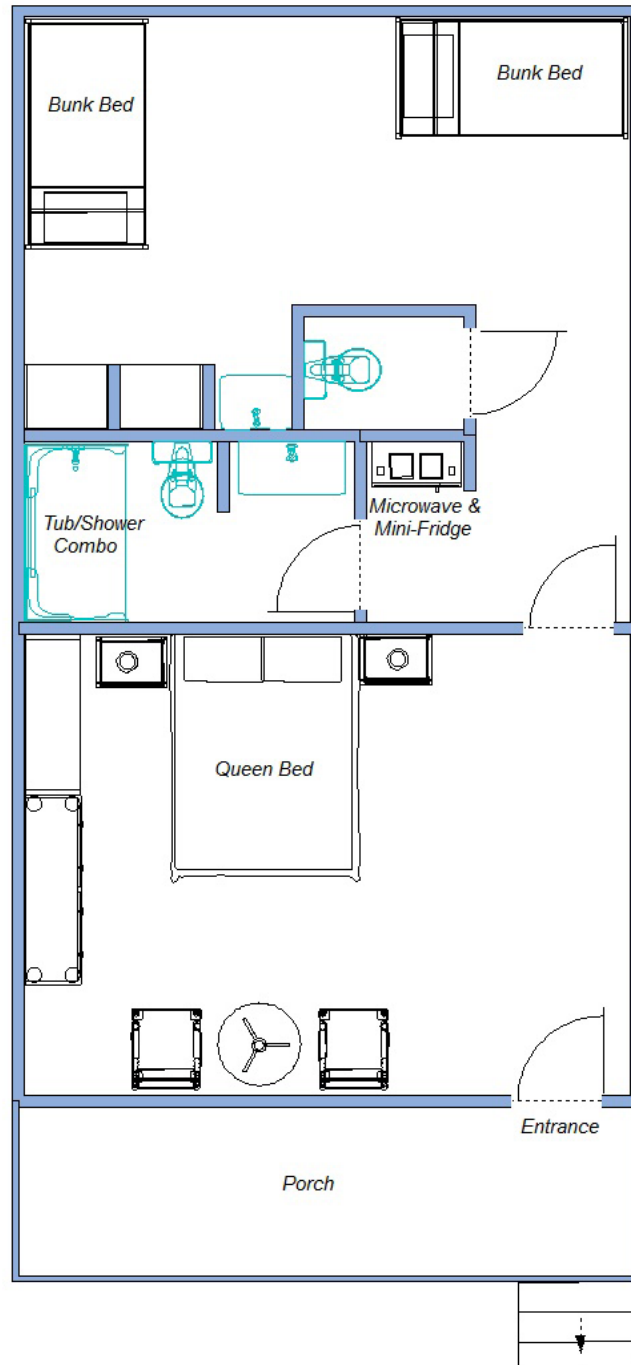 Bunk Bed
Bunk Bed
Tub/Shower
Combo
Microwave &
Mini-Fridge
Queen Bed
Entrance
Porch